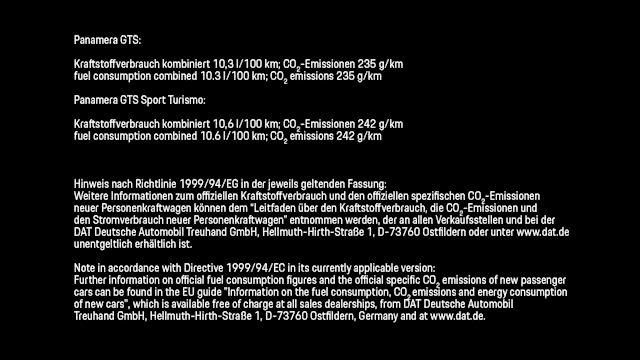 Panamera GTS:
Kraftstoffverbrauch kombiniert 10,3 l/100 km; CO2-Emissionen 235 g/km
fuel consumption combined 10.3 l/100 km; CO2 emissions 235 g/km
Panamera GTS Sport Turismo:
Kraftstoffverbrauch kombiniert 10,6 l/100 km; CO2-Emissionen 242 g/km
fuel consumption combined 10.6 l/100 km; CO2 emissions 242 g/km
Hinweis nach Richtlinie 1999/94/EG in der jeweils geltenden Fassung:
Weitere Informationen zum offiziellen Kraftstoffverbrauch und den offiziellen spezifischen CO2-Emissionen
neuer Personenkraftwagen können dem "Leitfaden über den Kraftstoffverbrauch, die CO2-Emissionen und
den Stromverbrauch neuer Personenkraftwagen" entnommen werden, der an allen Verkaufsstellen und bei der
DAT Deutsche Automobil Treuhand GmbH, Hellmuth-Hirth-Straße 1, D-73760 Ostfildern oder unter www.dat.de
unentgeltlich erhältlich ist.
Note in accordance with Directive 1999/94/EC in its currently applicable version:
Further information on official fuel consumption figures and the official specific CO2 emissions of new passenger
cars can be found in the EU guide "Information on the fuel consumption, CO2 emissions and energy consumption
of new cars", which is available free of charge at all sales dealerships, from DAT Deutsche Automobil
Treuhand GmbH, Hellmuth-Hirth-Straße 1, D-73760 Ostfildern, Germany and at www.dat.de.